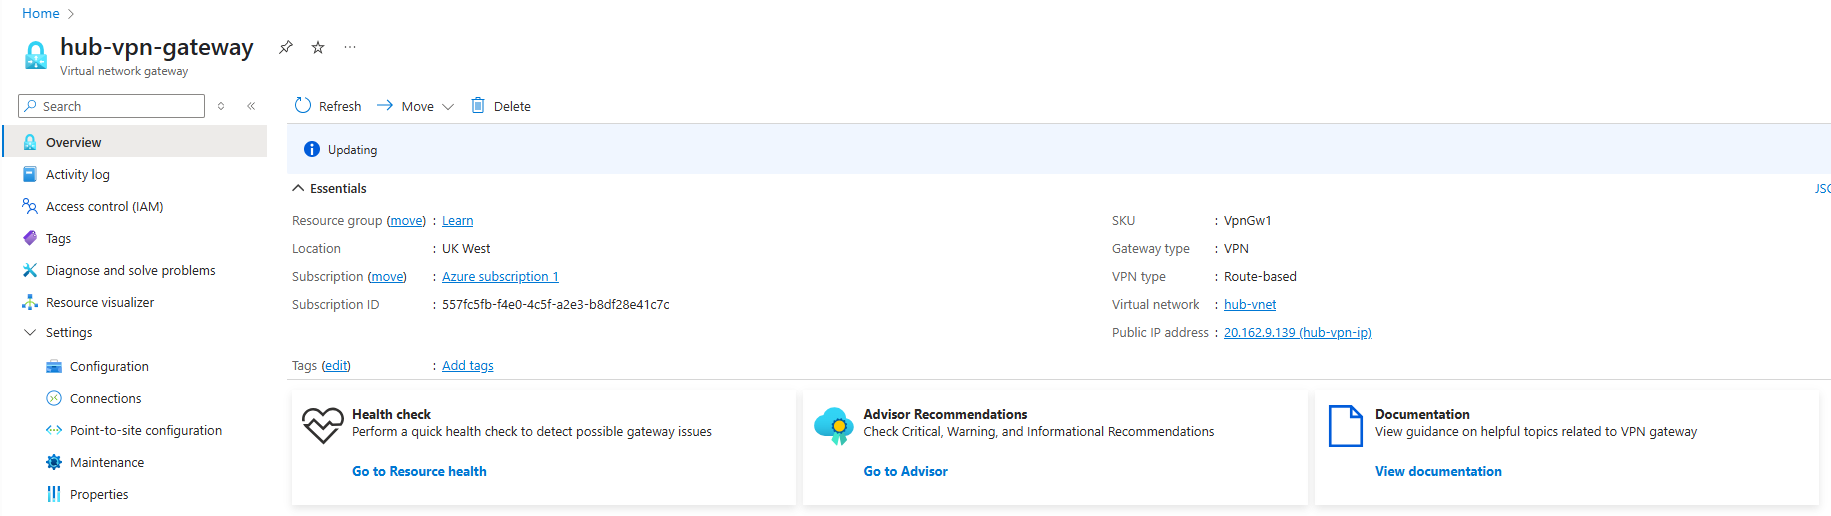 Home
hub-vpn-gateway
Virtual network gateway
Search
Refresh Move Delete
Overview
Updating
Activity log
Essentials
JSO
Access control (IAM)
Resource group (move) : Learn
SKU : VpnGw1
Tags
Location : UK West
Gateway type : VPN
Diagnose and solve problems
Subscription (move) : Azure subscription 1
VPN type : Route-based
Resource visualizer
Subscription ID : 557fc5fb-f4e0-4c5f-a2e3-b8df28e41c7c
Virtual network : hub-vnet
Settings
Public IP address : 20.162.9.139 (hub-vpn-ip)
Configuration
Tags (edit) : Add tags
Connections
Point-to-site configuration
Maintenance
Properties
Health check
Perform a quick health check to detect possible gateway issues
Go to Resource health
Advisor Recommendations
Check Critical, Warning, and Informational Recommendations
Go to Advisor
Documentation
View guidance on helpful topics related to VPN gateway
View documentation